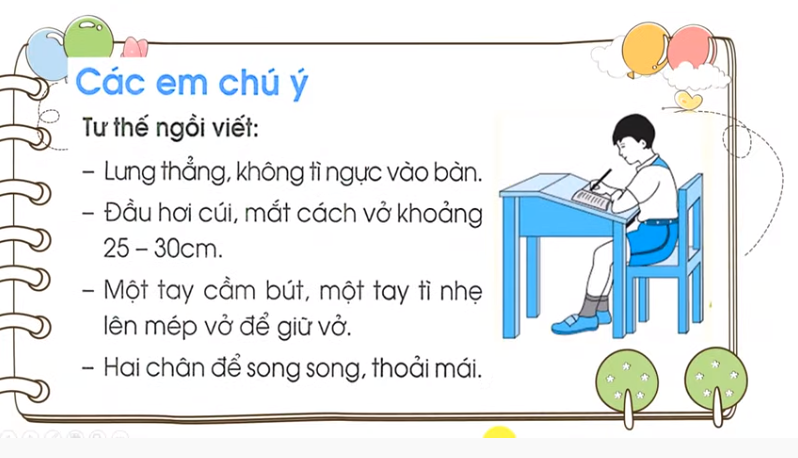 Các em chú ý
Tư thế ngồi viết:
– Lưng thẳng, không tì ngực vào bàn.
– Đầu hơi cúi, mắt cách vở khoảng
25 – 30cm.
– Một tay cầm bút, một tay tì nhẹ
lên mép vở để giữ vở.
– Hai chân để song song, thoải mái.